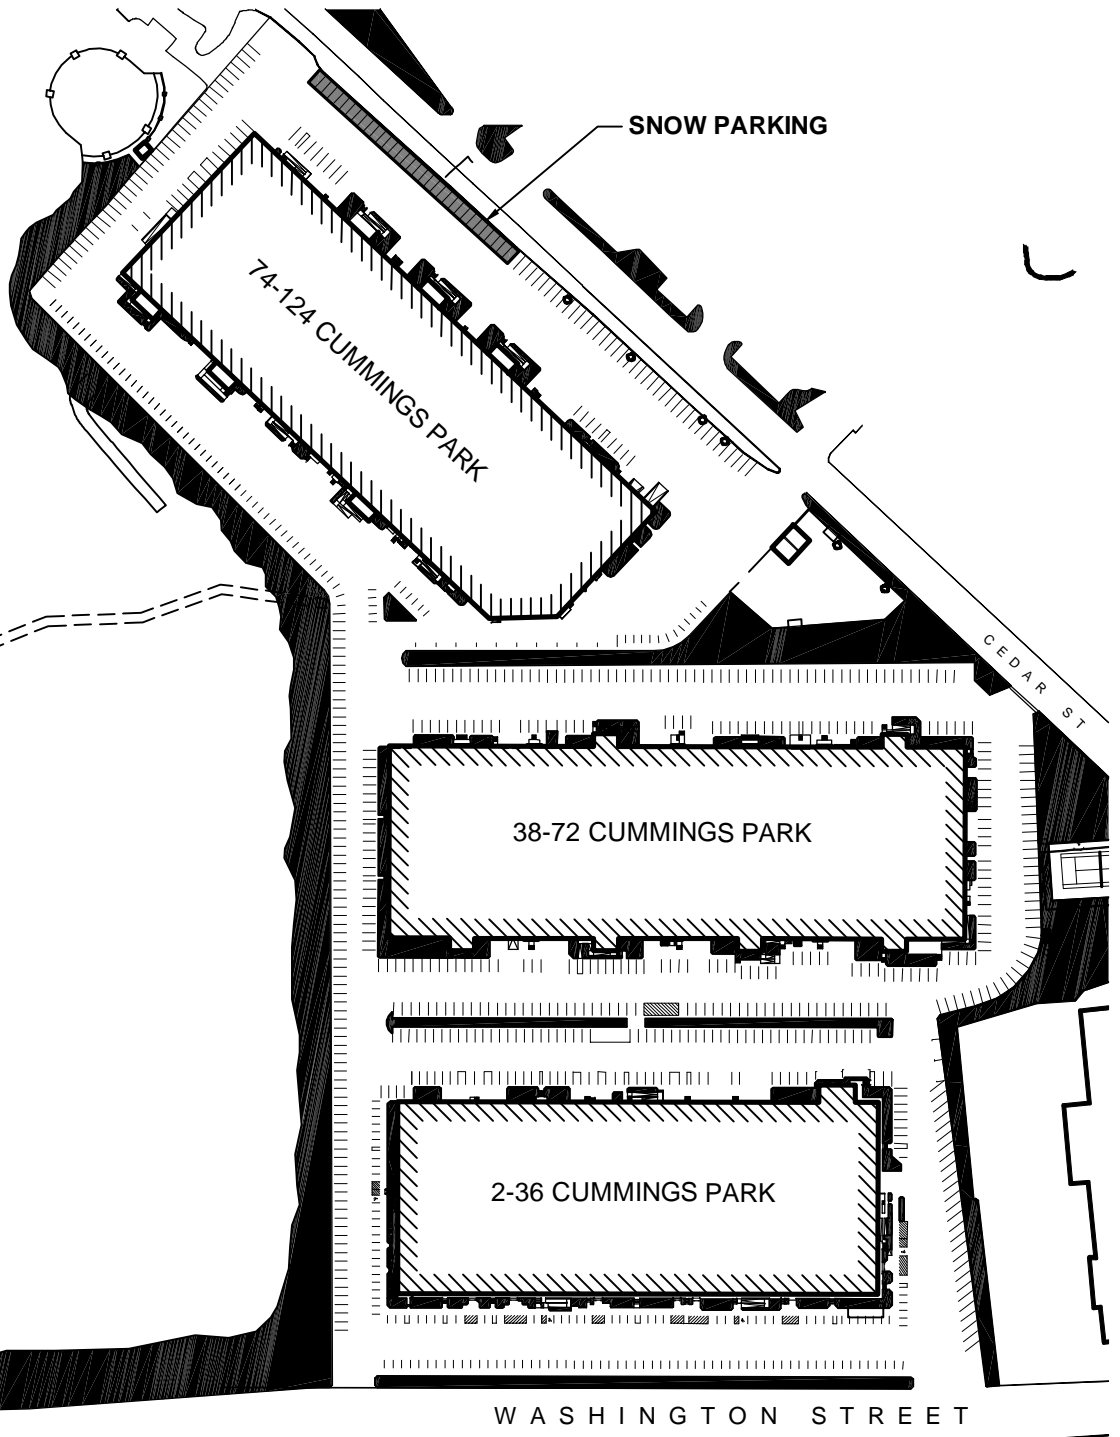 SNOW PARKING
74-124 CUMMINGS PARK
CEDAR ST
38-72 CUMMINGS PARK
2-36 CUMMINGS PARK
WASHINGTON STREET